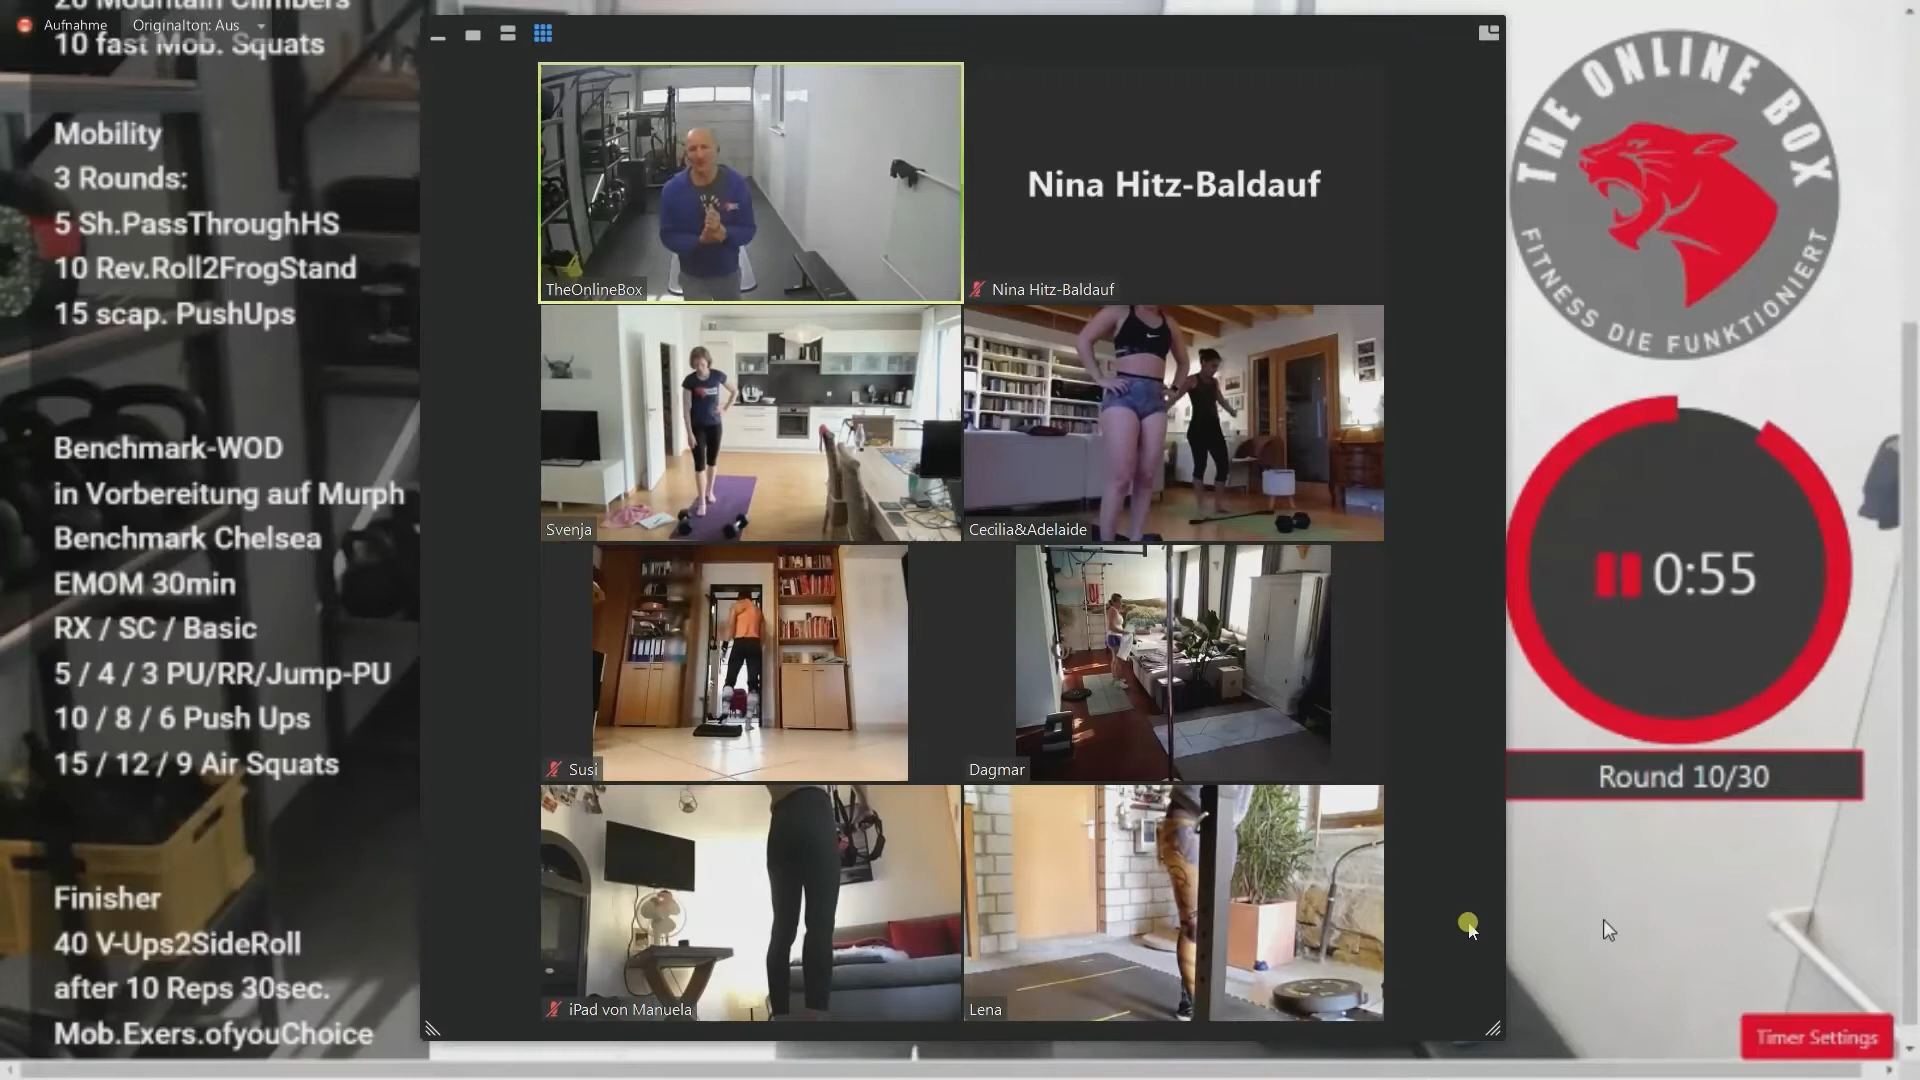 20 Mountain Climbers
Aufnahme
Originalton: Aus
10 fast Mob. Squats
Mobility
3 Rounds:
5 Sh.PassThroughHS
10 Rev.Roll2FrogStand
15 scap. PushUps
Benchmark-WOD
in Vorbereitung auf Murph
Benchmark Chelsea
EMOM 30min
RX / SC / Basic
5 / 4 / 3 PU/RR/Jump-PU
10 / 8 / 6 Push Ups
15 / 12 / 9 Air Squats
Finisher
40 V-Ups2SideRoll
after 10 Reps 30sec.
Mob.Exers.ofyouChoice
TheOnlineBox
Nina Hitz-Baldauf
Nina Hitz-Baldauf
Svenja
Cecilia&Adelaide
Susi
Dagmar
iPad von Manuela
Lena
THE ONLINE BOX
FITNESS DIE FUNKTIONIERT
0:55
Round 10/30
Timer Settings